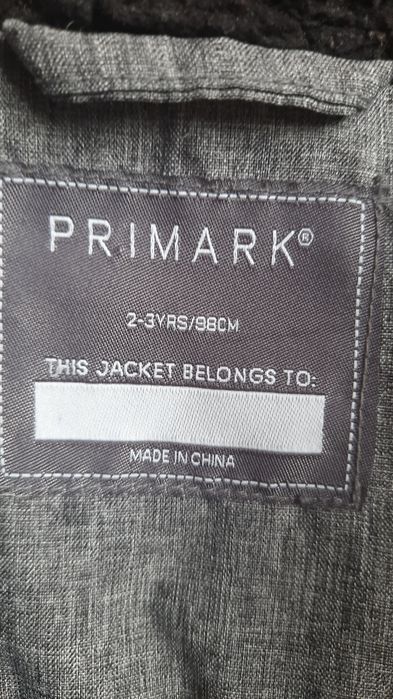 PRIMARK®
2-3YRS/98CM
THIS JACKET BELONGS TO:
MADE IN CHINA